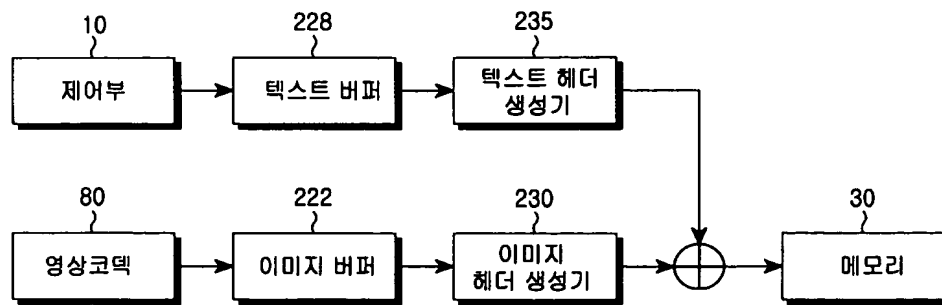 10
228
235
제어부
텍스트 버퍼
텍스트 헤더
생성기
80
222
230
30
영상코덱
이미지 버퍼
이미지
헤더 생성기
메모리